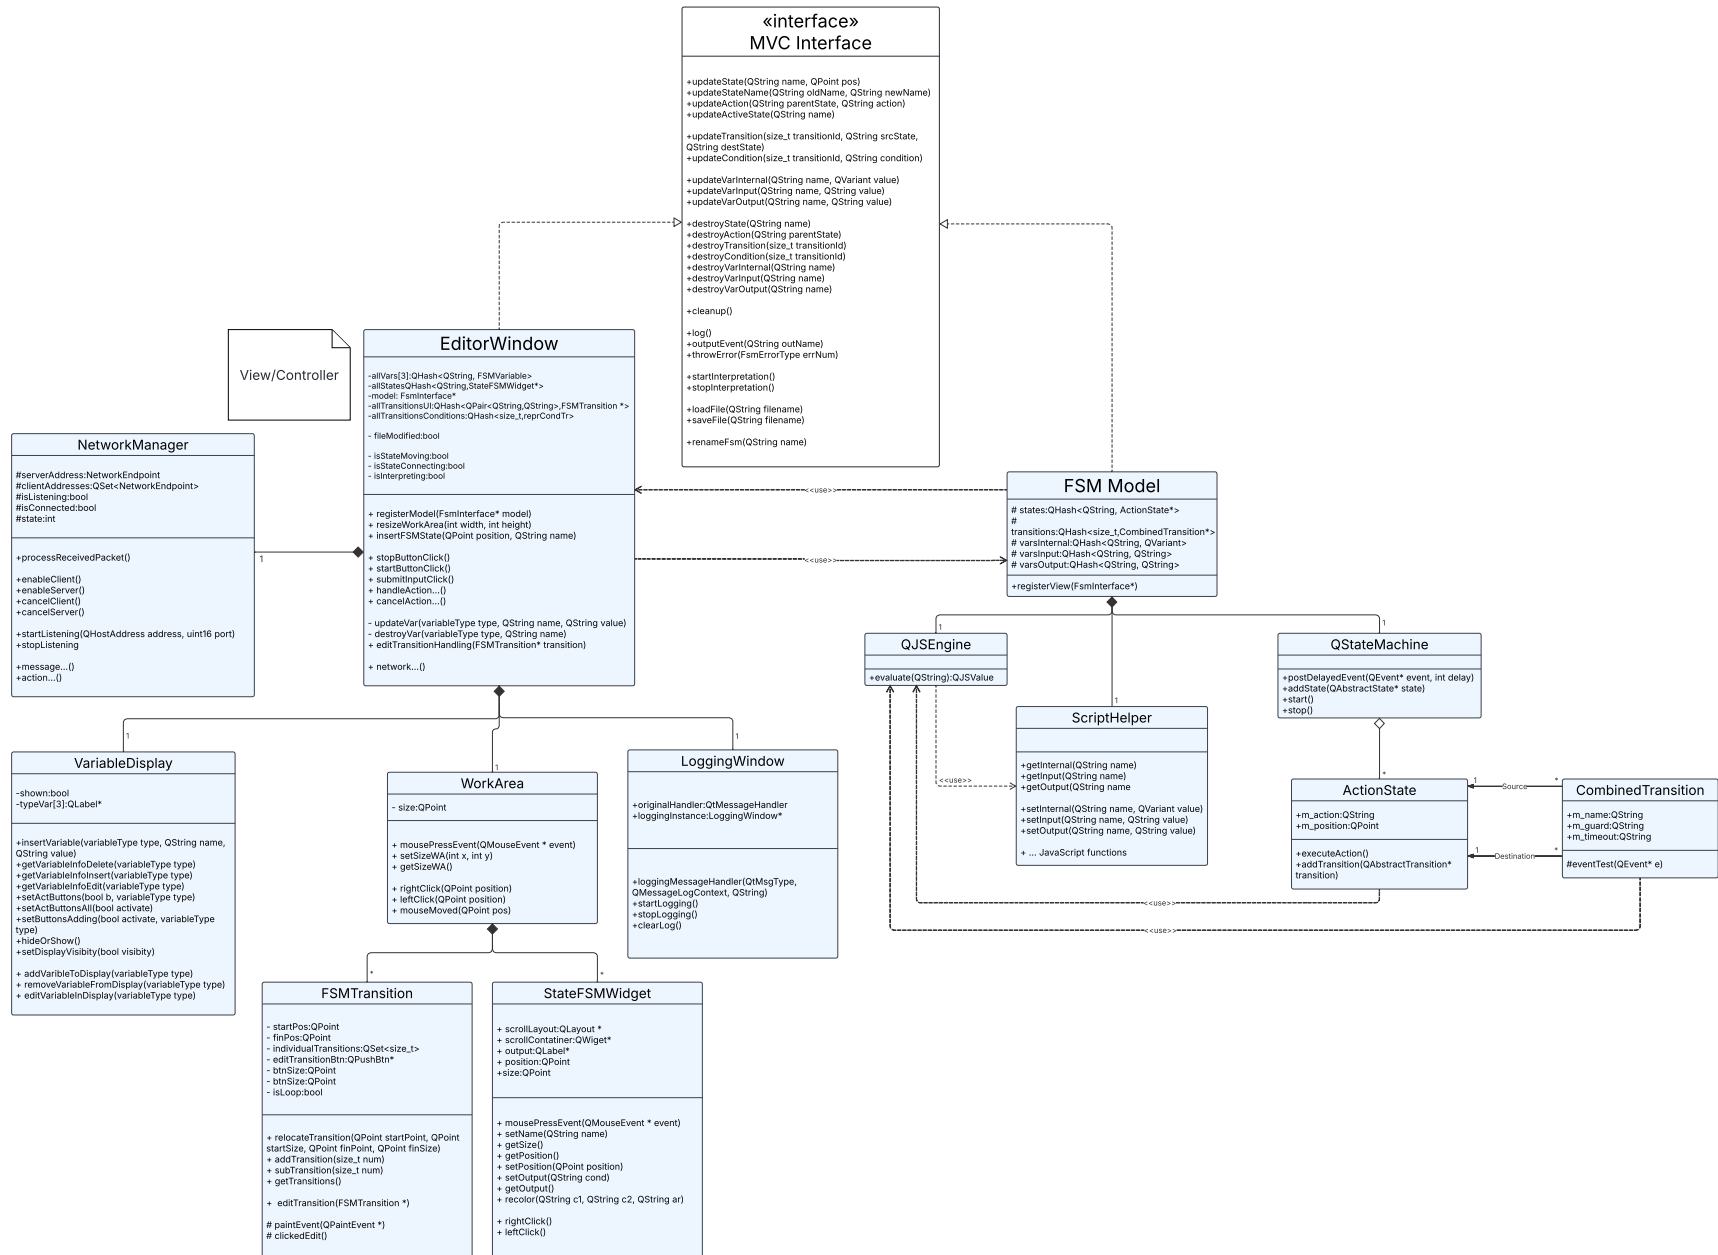 «interface»
MVC Interface
+updateState(QString name, QPoint pos)
+updateStateName(QString oldName, QString newName)
+updateAction(QString parentState, QString action)
+updateActiveState(QString name)
+updateTransition(size_t transitionId, QString srcState,
QString destState)
+updateCondition(size_t transitionId, QString condition)
+updateVarInternal(QString name, QVariant value)
+updateVarInput(QString name, QString value)
+updateVarOutput(QString name, QString value)
+destroyState(QString name)
+destroyAction(QString parentState)
+destroyTransition(size_t transitionId)
+destroyCondition(size_t transitionId)
+destroyVarInternal(QString name)
+destroyVarInput(QString name)
+destroyVarOutput(QString name)
+cleanup()
+log()
+outputEvent(QString outName)
+throwError(FsmErrorType errNum)
+startInterpretation()
+stopInterpretation()
+loadFile(QString filename)
+saveFile(QString filename)
+renameFsm(QString name)
View/Controller
EditorWindow
-allVars[3]:QHash<QString, FSMVariable>
-allStatesQHash<QString,StateFSMWidget*>
-model: FsmInterface*
-allTransitionsUI:QHash<QPair<QString,QString>,FSMTransition *>
-allTransitionsConditions:QHash<size_t,reprCondTr>
- fileModified:bool
- isStateMoving:bool
- isStateConnecting:bool
- isInterpreting:bool
+ registerModel(FsmInterface* model)
+ resizeWorkArea(int width, int height)
+ insertFSMState(QPoint position, QString name)
+ stopButtonClick()
+ startButtonClick()
+ submitInputClick()
+ handleAction...()
+ cancelAction...()
- updateVar(variableType type, QString name, QString value)
- destroyVar(variableType type, QString name)
+ editTransitionHandling(FSMTransition* transition)
+ network...()
NetworkManager
#serverAddress:NetworkEndpoint
#clientAddresses:QSet<NetworkEndpoint>
#isListening:bool
#isConnected:bool
#state:int
+processReceivedPacket()
+enableClient()
+enableServer()
+cancelClient()
+cancelServer()
+startListening(QHostAddress address, uint16 port)
+stopListening
+message...()
+action...()
1
<<use>>
<<use>>
FSM Model
# states:QHash<QString, ActionState*>
#
transitions:QHash<size_t,CombinedTransition*>
# varsInternal:QHash<QString, QVariant>
# varsInput:QHash<QString, QString>
# varsOutput:QHash<QString, QString>
+registerView(FsmInterface*)
1
1
1
QJSEngine
+evaluate(QString):QJSValue
ScriptHelper
+getInternal(QString name)
+getInput(QString name)
+getOutput(QString name
+setInternal(QString name, QVariant value)
+setInput(QString name, QString value)
+setOutput(QString name, QString value)
+ ... JavaScript functions
<<use>>
QStateMachine
+postDelayedEvent(QEvent* event, int delay)
+addState(QAbstractState* state)
+start()
+stop()
*
ActionState
+m_action:QString
+m_position:QPoint
+executeAction()
+addTransition(QAbstractTransition*
transition)
1
Source
*
1
Destination
*
CombinedTransition
+m_name:QString
+m_guard:QString
+m_timeout:QString
#eventTest(QEvent* e)
<<use>>
<<use>>
1
1
1
VariableDisplay
-shown:bool
-typeVar[3]:QLabel*
+insertVariable(variableType type, QString name,
QString value)
+getVariableInfoDelete(variableType type)
+getVariableInfoInsert(variableType type)
+getVariableInfoEdit(variableType type)
+setActButtons(bool b, variableType type)
+setActButtonsAll(bool activate)
+setButtonsAdding(bool activate, variableType
type)
+hideOrShow()
+setDisplayVisibity(bool visibity)
+ addVaribleToDisplay(variableType type)
+ removeVariableFromDisplay(variableType type)
+ editVariableInDisplay(variableType type)
WorkArea
- size:QPoint
+ mousePressEvent(QMouseEvent * event)
+ setSizeWA(int x, int y)
+ getSizeWA()
+ rightClick(QPoint position)
+ leftClick(QPoint position)
+ mouseMoved(QPoint pos)
LoggingWindow
+originalHandler:QtMessageHandler
+loggingInstance:LoggingWindow*
+loggingMessageHandler(QtMsgType,
QMessageLogContext, QString)
+startLogging()
+stopLogging()
+clearLog()
*
*
FSMTransition
- startPos:QPoint
- finPos:QPoint
- individualTransitions:QSet<size_t>
- editTransitionBtn:QPushBtn*
- btnSize:QPoint
- btnSize:QPoint
- isLoop:bool
+ relocateTransition(QPoint startPoint, QPoint
startSize, QPoint finPoint, QPoint finSize)
+ addTransition(size_t num)
+ subTransition(size_t num)
+ getTransitions()
+  editTransition(FSMTransition *)
# paintEvent(QPaintEvent *)
# clickedEdit()
StateFSMWidget
+ scrollLayout:QLayout *
+ scrollContatiner:QWiget*
+ output:QLabel*
+ position:QPoint
+size:QPoint
+ mousePressEvent(QMouseEvent * event)
+ setName(QString name)
+ getSize()
+ getPosition()
+ setPosition(QPoint position)
+ setOutput(QString cond)
+ getOutput()
+ recolor(QString c1, QString c2, QString ar)
+ rightClick()
+ leftClick()